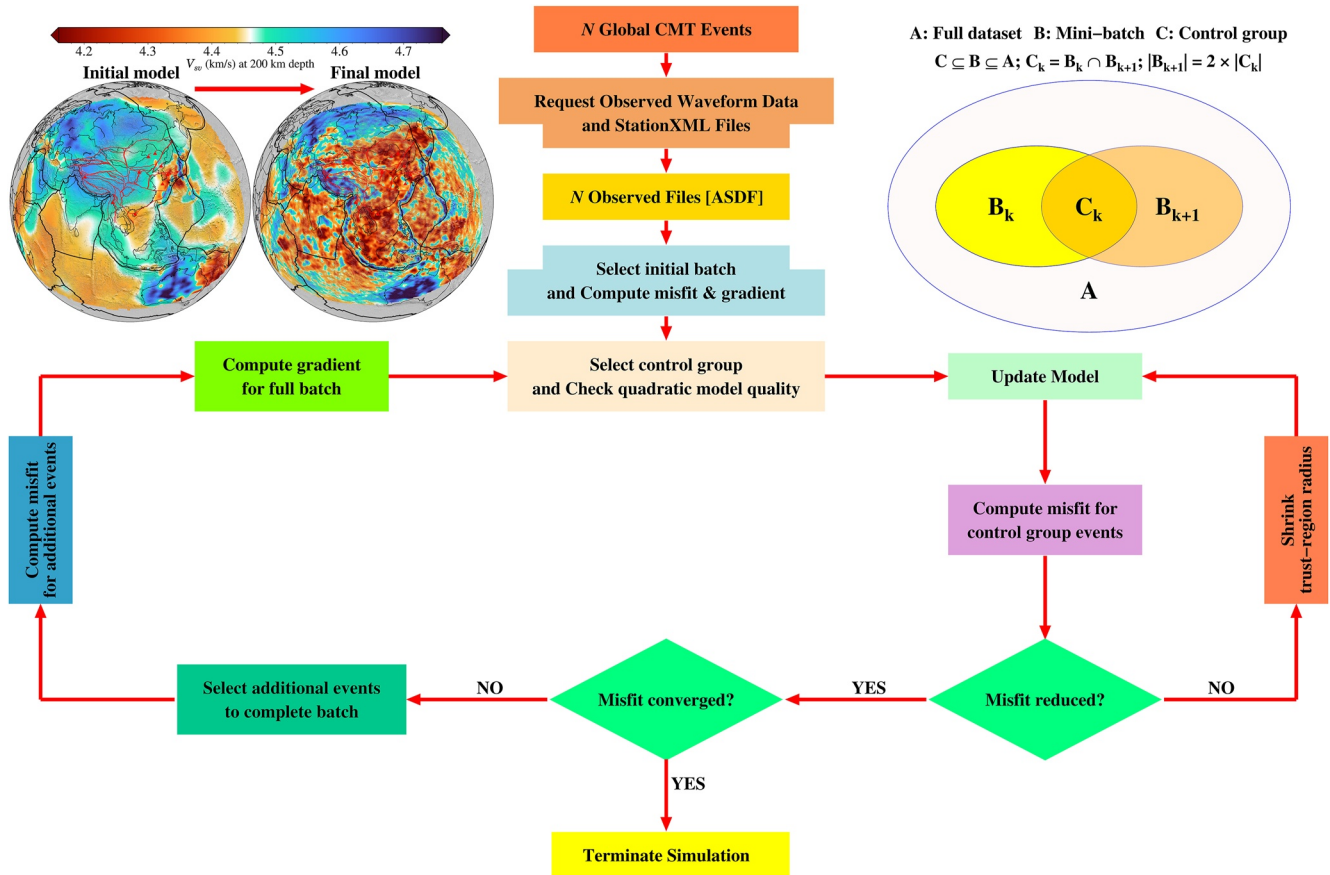 4.2 4.3 4.4 4.5 4.6 4.7
V_sv (km/s) at 200 km depth
Initial model
Final model
N Global CMT Events
Request Observed Waveform Data
and StationXML Files
N Observed Files [ASDF]
Select initial batch
and Compute misfit & gradient
A: Full dataset B: Mini-batch C: Control group
C ⊆ B ⊆ A; C_k = B_k ∩ B_{k+1}; |B_{k+1}| = 2 × |C_k|
B_k
C_k
B_{k+1}
A
Compute gradient
for full batch
Select control group
and Check quadratic model quality
Update Model
Compute misfit
for additional events
Compute misfit for
control group events
Shrink
trust-region radius
Select additional events
to complete batch
NO
Misfit converged?
YES
Misfit reduced?
NO
YES
Terminate Simulation